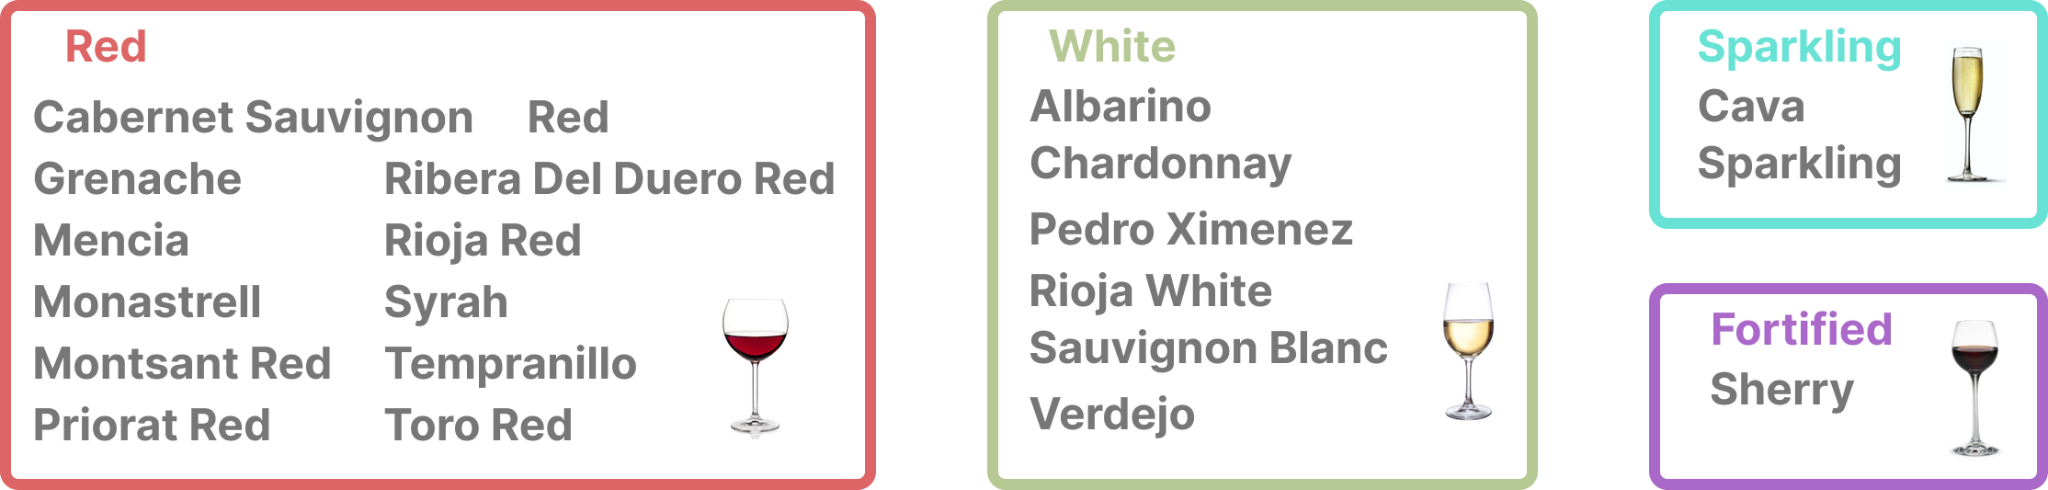 Red
Cabernet Sauvignon Red
Grenache Ribera Del Duero Red
Mencia Rioja Red
Monastrell Syrah
Montsant Red Tempranillo
Priorat Red Toro Red
White
Albarino
Chardonnay
Pedro Ximenez
Rioja White
Sauvignon Blanc
Verdejo
Sparkling
Cava
Sparkling
Fortified
Sherry